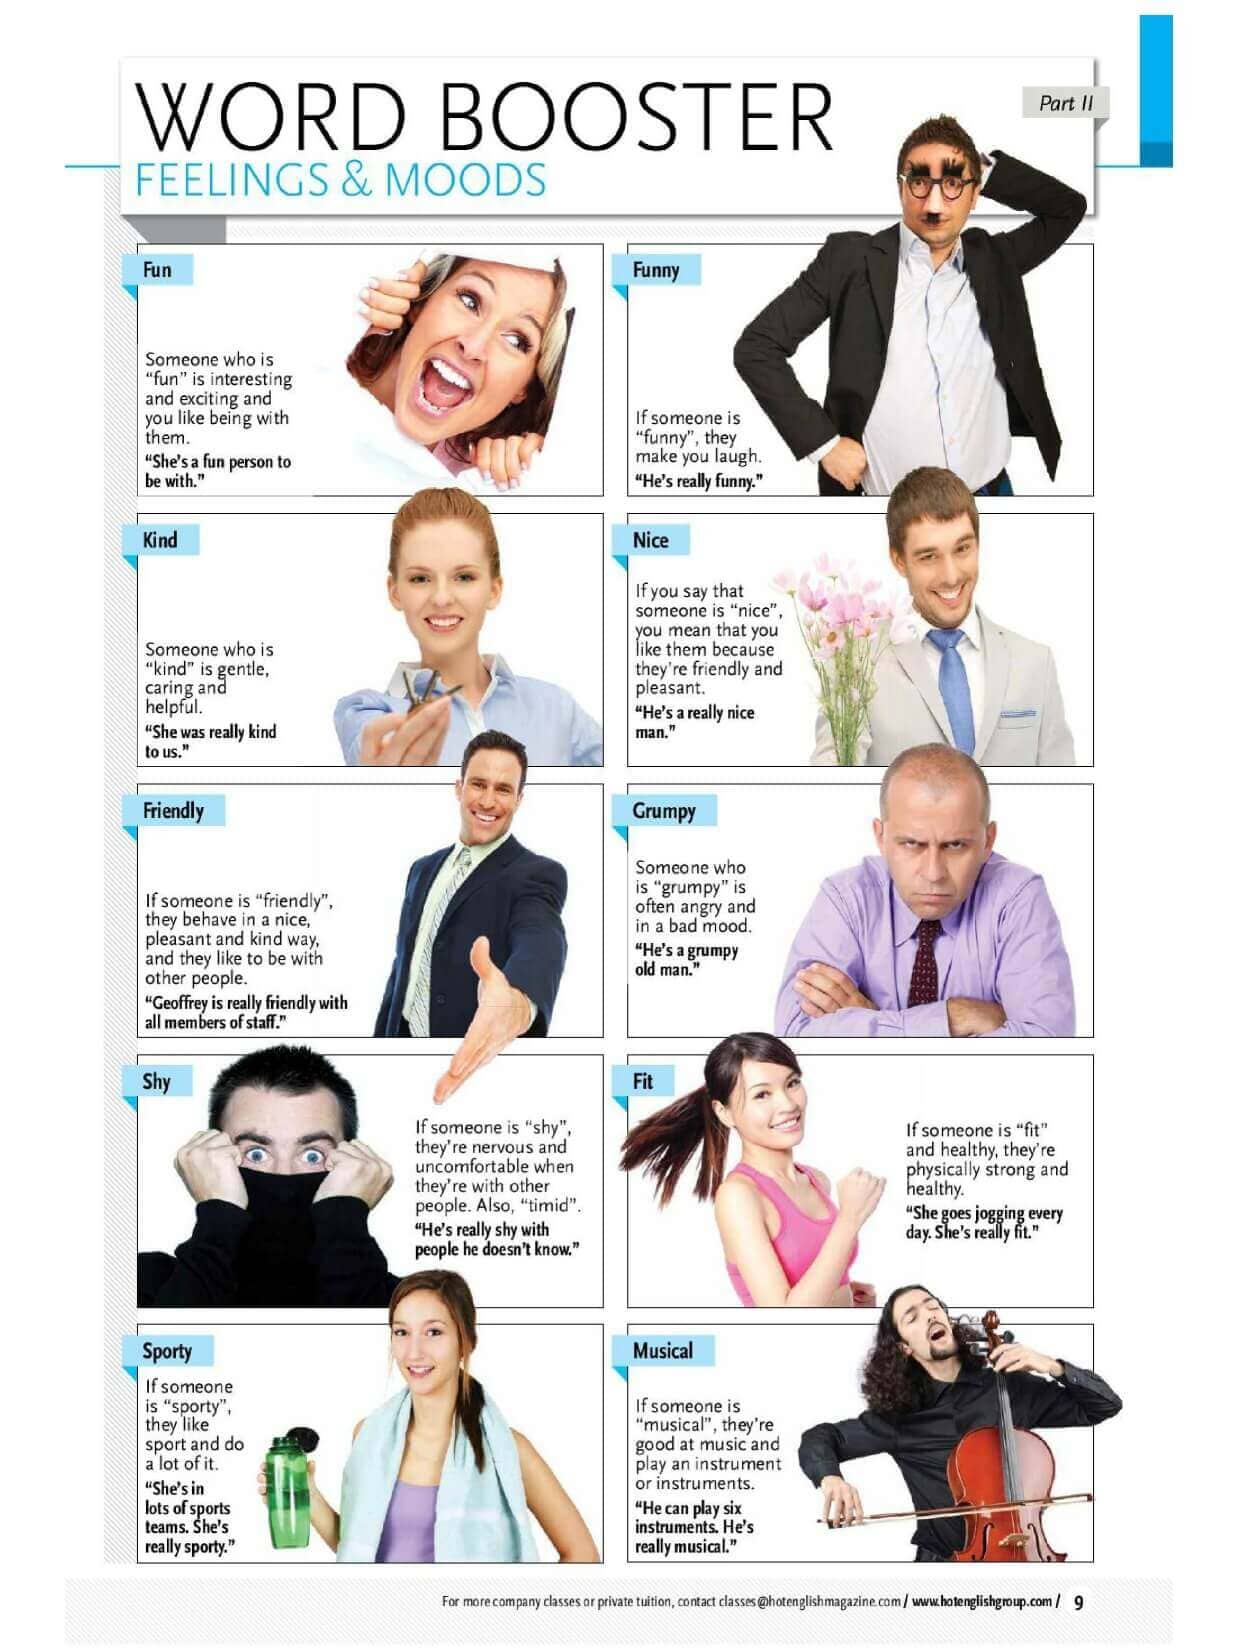 WORD BOOSTER
Part II
FEELINGS & MOODS
Fun
Someone who is
“fun” is interesting
and exciting and
you like being with
them.
“She’s a fun person to
be with.”
Funny
If someone is
“funny”, they
make you laugh.
“He’s really funny.”
Kind
Someone who is
“kind” is gentle,
caring and
helpful.
“She was really kind
to us.”
Nice
If you say that
someone is “nice”,
you mean that you
like them because
they’re friendly and
pleasant.
“He’s a really nice
man.”
Friendly
If someone is “friendly”,
they behave in a nice,
pleasant and kind way,
and they like to be with
other people.
“Geoffrey is really friendly with
all members of staff.”
Grumpy
Someone who
is “grumpy” is
often angry and
in a bad mood.
“He’s a grumpy
old man.”
Shy
If someone is “shy”,
they’re nervous and
uncomfortable when
they’re with other
people. Also, “timid”.
“He’s really shy with
people he doesn’t know.”
Fit
If someone is “fit”
and healthy, they’re
physically strong and
healthy.
“She goes jogging every
day. She’s really fit.”
Sporty
If someone
is “sporty”,
they like
sport and do
a lot of it.
“She’s in
lots of sports
teams. She’s
really sporty.”
Musical
If someone is
“musical”, they’re
good at music and
play an instrument
or instruments.
“He can play six
instruments. He’s
really musical.”
For more company classes or private tuition, contact classes@hotenglishmagazine.com / www.hotenglishgroup.com / 9